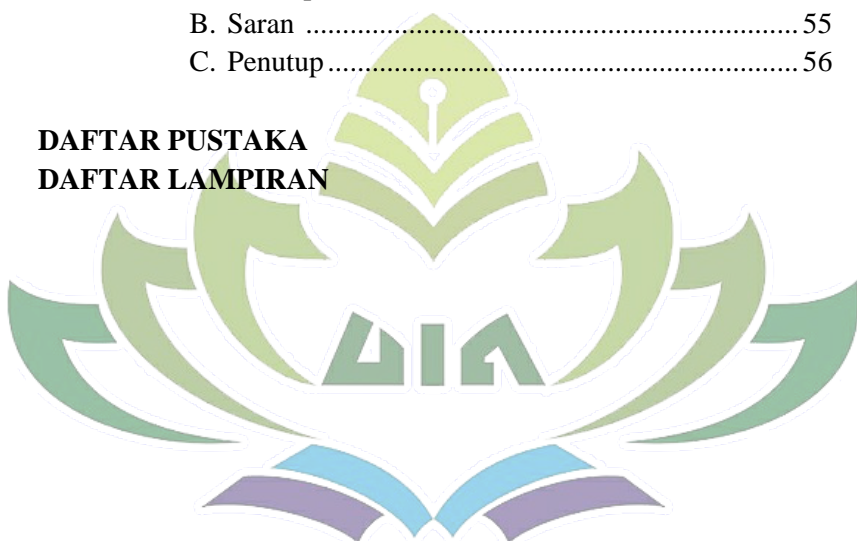 B. Saran ................................................................ 55
C. Penutup ............................................................. 56
DAFTAR PUSTAKA
DAFTAR LAMPIRAN
UIN